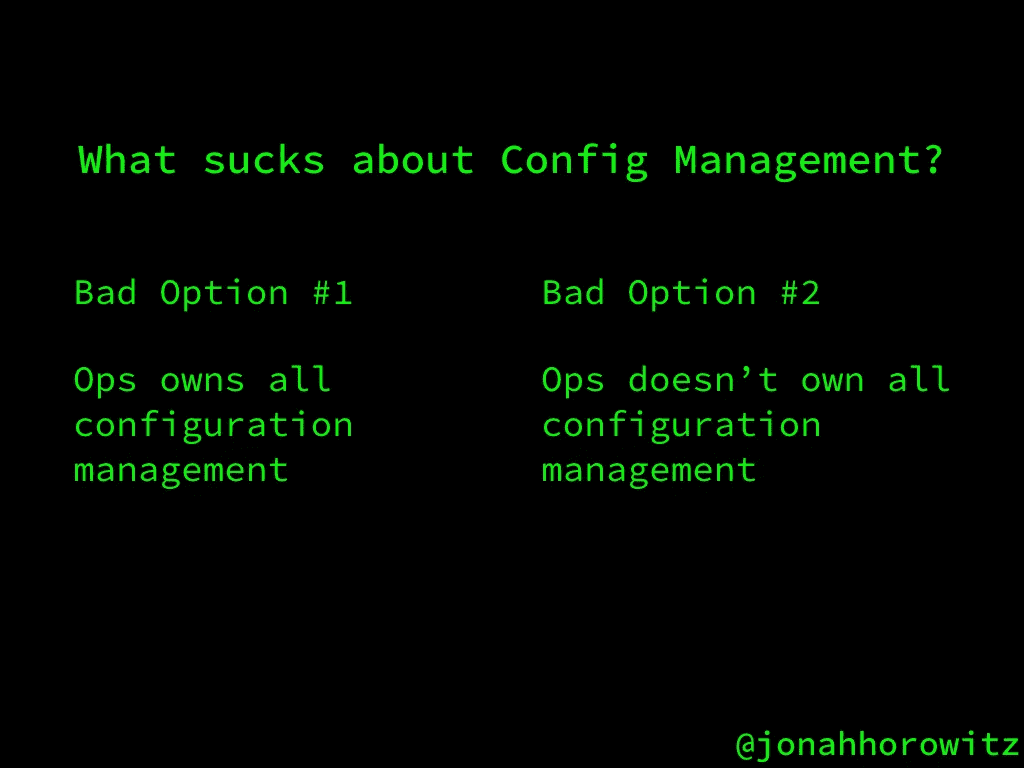 What sucks about Config Management?
Bad Option #1
Ops owns all
configuration
management
Bad Option #2
Ops doesn’t own all
configuration
management
@jonahhorowitz